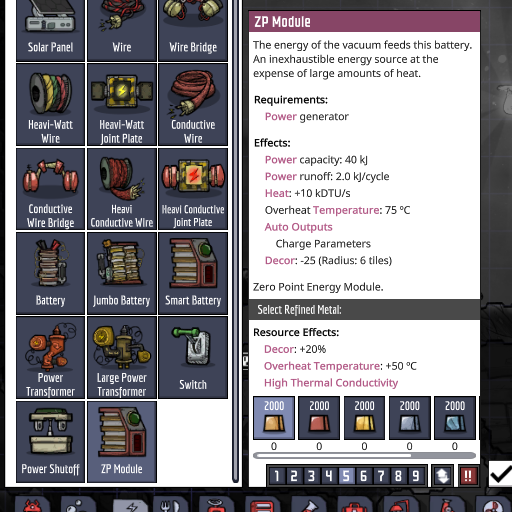 Solar Panel
Wire
Wire Bridge
Heavi-Watt
Wire
Heavi-Watt
Joint Plate
Conductive
Wire
Conductive
Wire Bridge
Heavi
Conductive Wire
Heavi Conductive
Joint Plate
Battery
Jumbo Battery
Smart Battery
Power
Transformer
Large Power
Transformer
Switch
Power Shutoff
ZP Module
ZP Module
The energy of the vacuum feeds this battery.
An inexhaustible energy source at the
expense of large amounts of heat.
Requirements:
Power generator
Effects:
Power capacity: 40 kJ
Power runoff: 2.0 kJ/cycle
Heat: +10 kDTU/s
Overheat Temperature: 75 °C
Auto Outputs
Charge Parameters
Decor: -25 (Radius: 6 tiles)
Zero Point Energy Module.
Select Refined Metal:
Resource Effects:
Decor: +20%
Overheat Temperature: +50 °C
High Thermal Conductivity
2000 2000 2000 2000 2000
0 0 0 0 0
1 2 3 4 5 6 7 8 9 !!